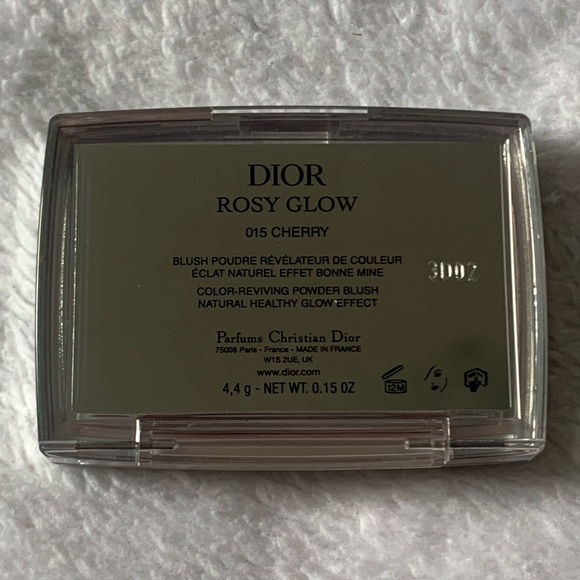 DIOR
ROSY GLOW
015 CHERRY
BLUSH POUDRE RÉVÉLATEUR DE COULEUR
ÉCLAT NATUREL EFFET BONNE MINE
3D02
COLOR-REVIVING POWDER BLUSH
NATURAL HEALTHY GLOW EFFECT
Parfums Christian Dior
75008 Paris - France - MADE IN FRANCE
W1S 2UE, UK
www.dior.com
4,4 g - NET WT. 0.15 OZ
12M